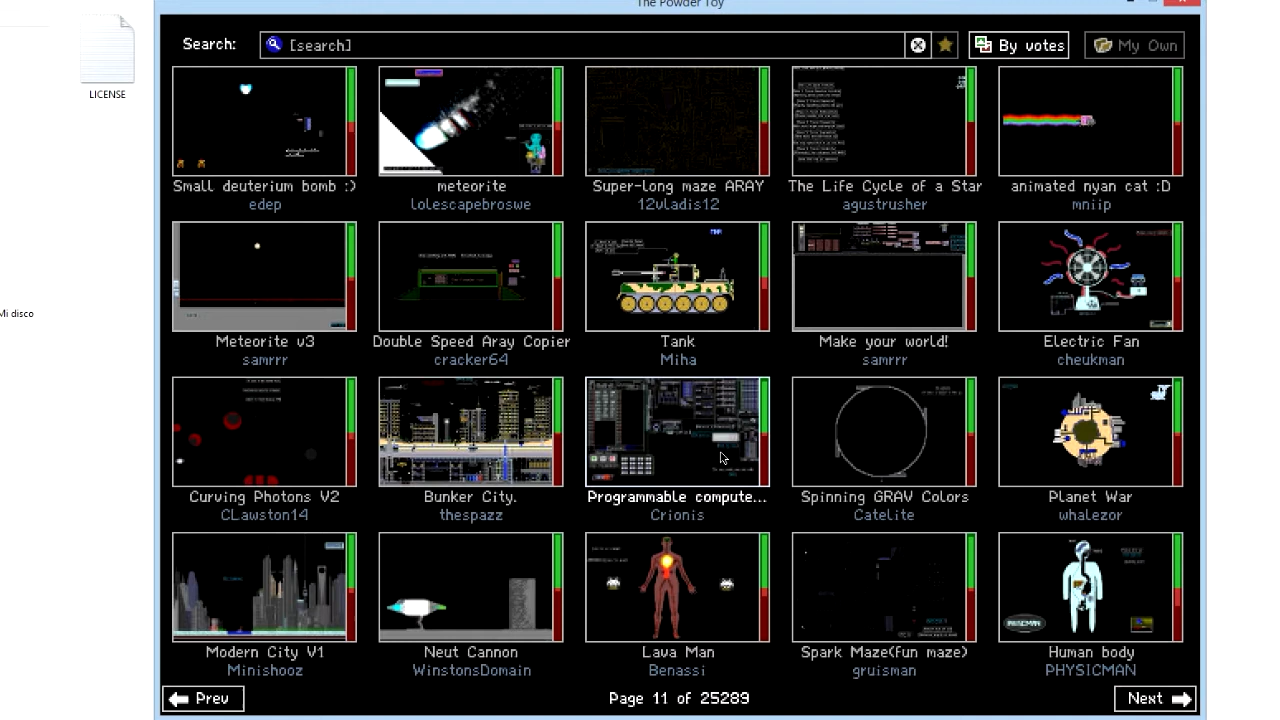 The Powder Toy
LICENSE
Mi disco
Search: [search] By votes My Own
Small deuterium bomb :) meteorite Super-long maze ARAY The Life Cycle of a Star animated nyan cat :D
edep lolescapebroswe 12vladis12 agustrusher mniip
Meteorite v3 Double Speed Aray Copier Tank Make your world! Electric Fan
samrrr cracker64 Miha samrrr cheukman
Curving Photons V2 Bunker City. Programmable compute... Spinning GRAV Colors Planet War
CLawston14 thespazz Crionis Catelite whalezor
Modern City V1 Neut Cannon Lava Man Spark Maze(fun maze) Human body
Minishooz WinstonsDomain Benassi gruisman PHYSICMAN
Prev Page 11 of 25289 Next